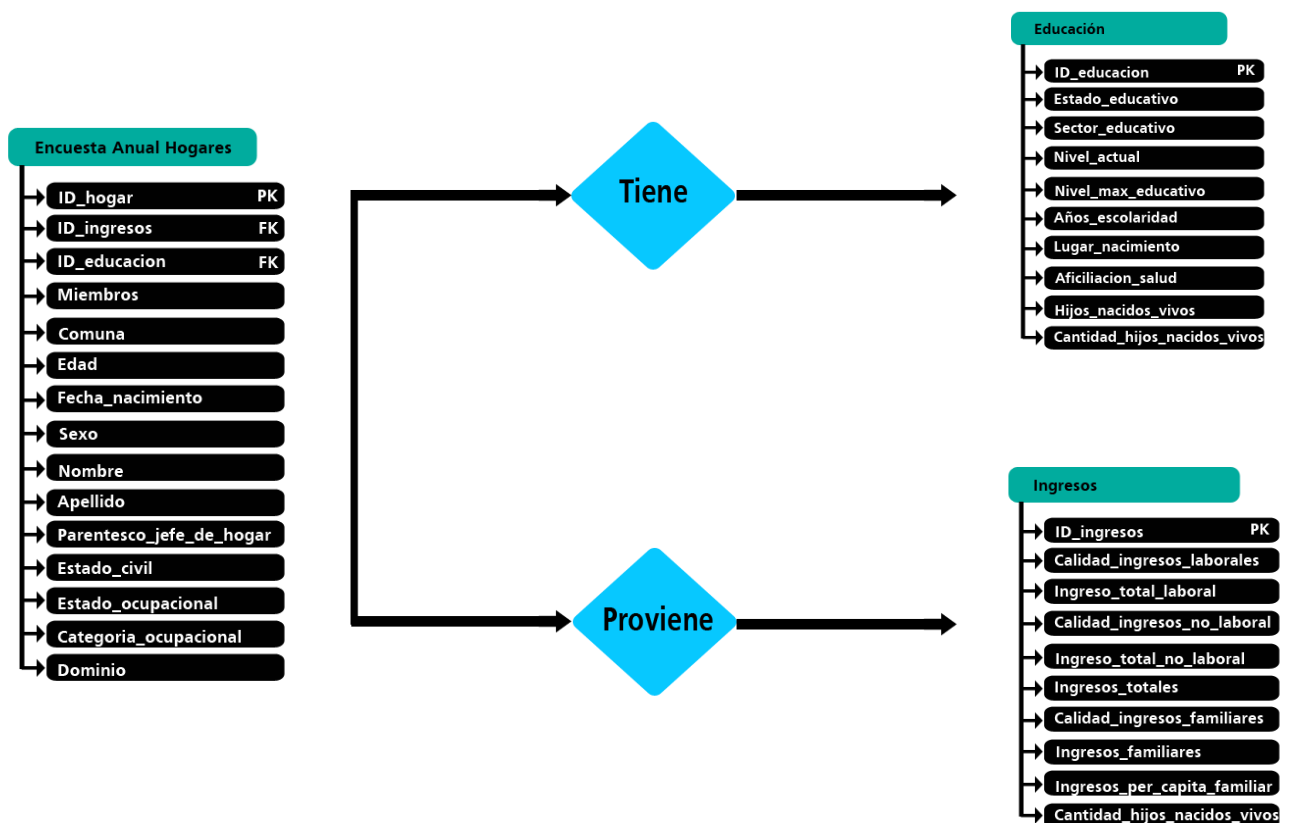 Encuesta Anual Hogares
ID_hogar PK
ID_ingresos FK
ID_educacion FK
Miembros
Comuna
Edad
Fecha_nacimiento
Sexo
Nombre
Apellido
Parentesco_jefe_de_hogar
Estado_civil
Estado_ocupacional
Categoria_ocupacional
Dominio
Tiene
Proviene
Educación
ID_educacion PK
Estado_educativo
Sector_educativo
Nivel_actual
Nivel_max_educativo
Años_escolaridad
Lugar_nacimiento
Aficiliacion_salud
Hijos_nacidos_vivos
Cantidad_hijos_nacidos_vivos
Ingresos
ID_ingresos PK
Calidad_ingresos_laborales
Ingreso_total_laboral
Calidad_ingresos_no_laboral
Ingreso_total_no_laboral
Ingresos_totales
Calidad_ingresos_familiares
Ingresos_familiares
Ingresos_per_capita_familiar
Cantidad_hijos_nacidos_vivos